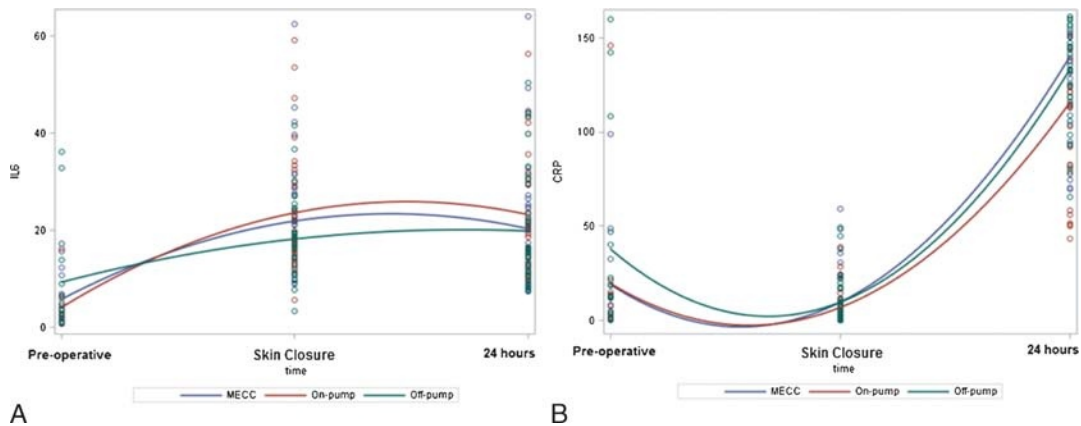 60
40
20
0
IL6
Pre-operative
Skin Closure
24 hours
time
MECC On-pump Off-pump
A
150
100
50
0
CRP
Pre-operative
Skin Closure
24 hours
time
MECC On-pump Off-pump
B